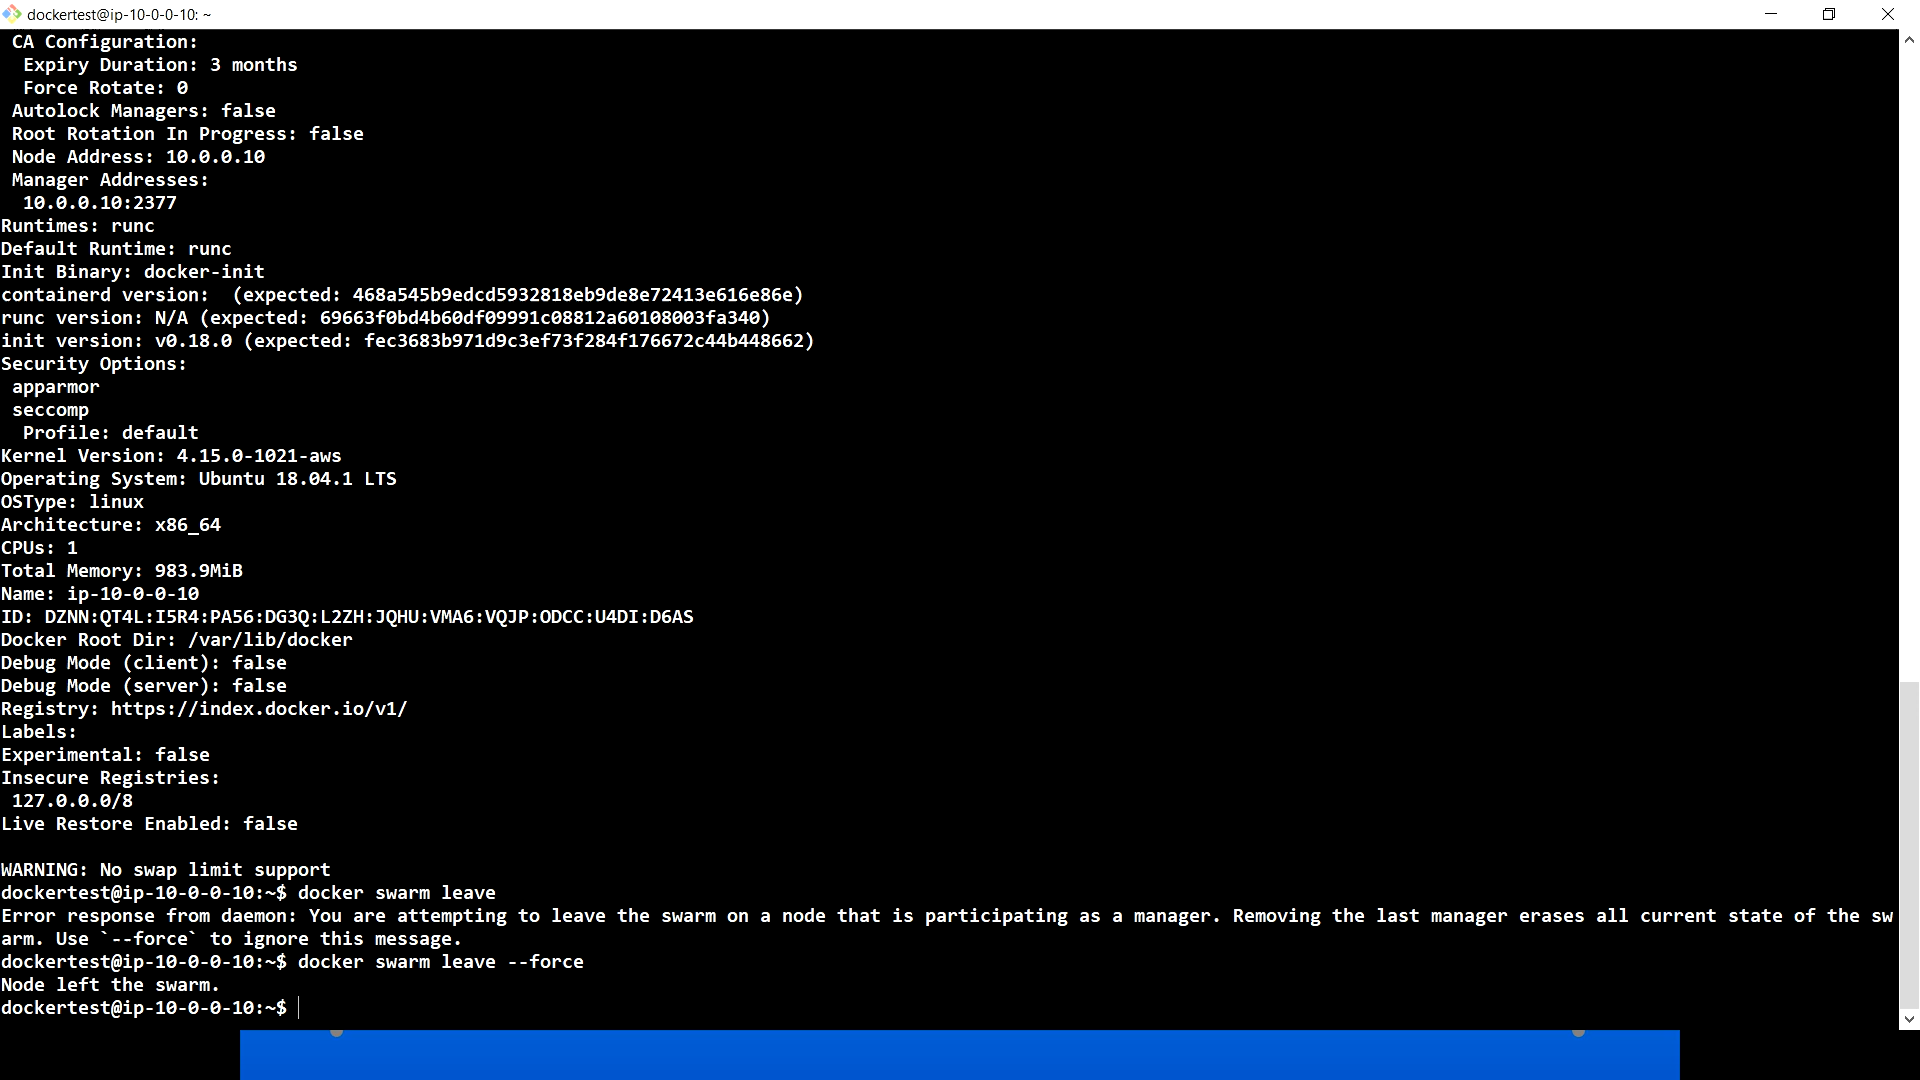 dockertest@ip-10-0-0-10: ~
CA Configuration:
Expiry Duration: 3 months
Force Rotate: 0
Autolock Managers: false
Root Rotation In Progress: false
Node Address: 10.0.0.10
Manager Addresses:
10.0.0.10:2377
Runtimes: runc
Default Runtime: runc
Init Binary: docker-init
containerd version:  (expected: 468a545b9edcd5932818eb9de8e72413e616e86e)
runc version: N/A (expected: 69663f0bd4b60df09991c08812a60108003fa340)
init version: v0.18.0 (expected: fec3683b971d9c3ef73f284f176672c44b448662)
Security Options:
apparmor
seccomp
Profile: default
Kernel Version: 4.15.0-1021-aws
Operating System: Ubuntu 18.04.1 LTS
OSType: linux
Architecture: x86_64
CPUs: 1
Total Memory: 983.9MiB
Name: ip-10-0-0-10
ID: DZNN:QT4L:I5R4:PA56:DG3Q:L2ZH:JQHU:VMA6:VQJP:ODCC:U4DI:D6AS
Docker Root Dir: /var/lib/docker
Debug Mode (client): false
Debug Mode (server): false
Registry: https://index.docker.io/v1/
Labels:
Experimental: false
Insecure Registries:
127.0.0.0/8
Live Restore Enabled: false
WARNING: No swap limit support
dockertest@ip-10-0-0-10:~$ docker swarm leave
Error response from daemon: You are attempting to leave the swarm on a node that is participating as a manager. Removing the last manager erases all current state of the sw
arm. Use `--force` to ignore this message.
dockertest@ip-10-0-0-10:~$ docker swarm leave --force
Node left the swarm.
dockertest@ip-10-0-0-10:~$